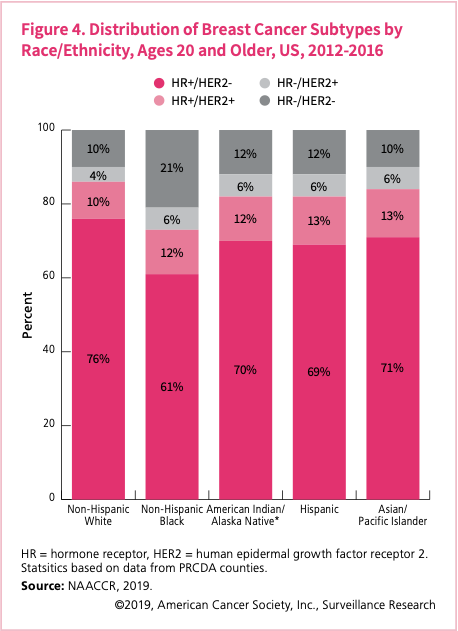 Figure 4. Distribution of Breast Cancer Subtypes by
Race/Ethnicity, Ages 20 and Older, US, 2012-2016
HR+/HER2-
HR-/HER2+
HR+/HER2+
HR-/HER2-
Percent
100
80
60
40
20
0
10%
4%
10%
76%
21%
6%
12%
61%
12%
6%
12%
70%
12%
6%
13%
69%
10%
6%
13%
71%
Non-Hispanic
White
Non-Hispanic
Black
American Indian/
Alaska Native*
Hispanic
Asian/
Pacific Islander
HR = hormone receptor, HER2 = human epidermal growth factor receptor 2.
Statsitics based on data from PRCDA counties.
Source: NAACCR, 2019.
©2019, American Cancer Society, Inc., Surveillance Research